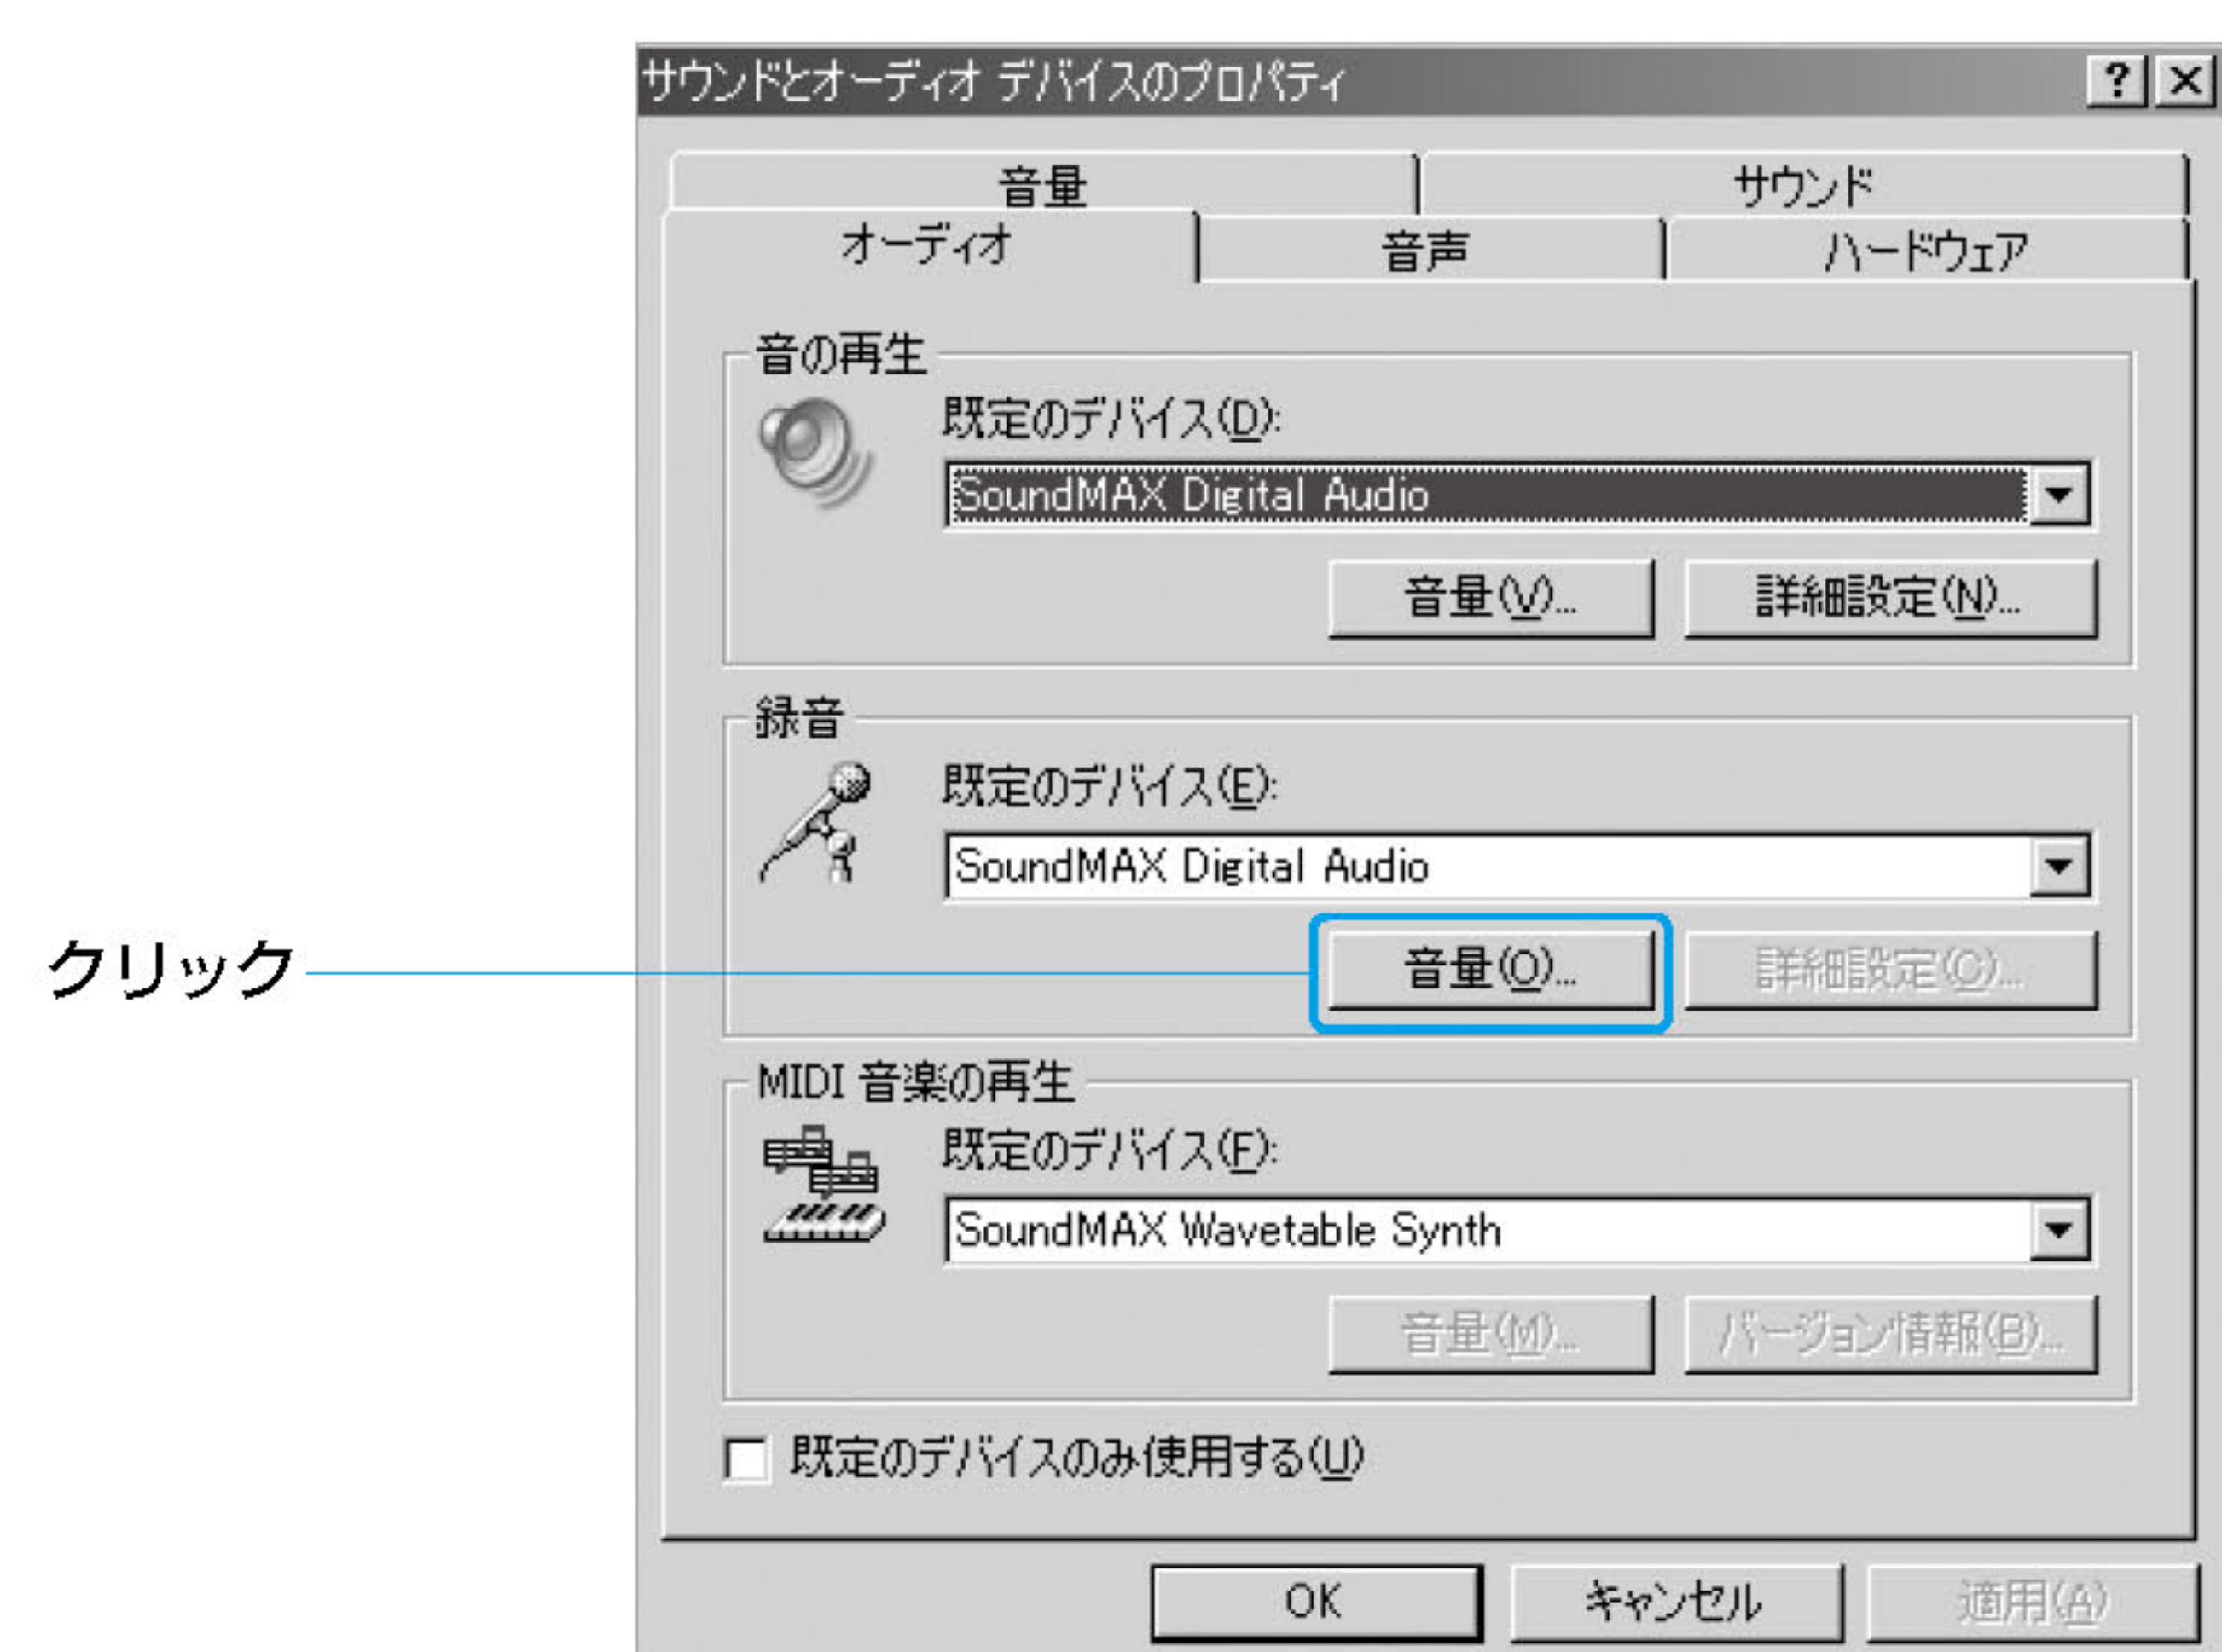 サウンドとオーディオ デバイスのプロパティ
音量 サウンド
オーディオ 音声 ハードウェア
音の再生
既定のデバイス(D):
SoundMAX Digital Audio
音量(V)... 詳細設定(N)...
録音
既定のデバイス(E):
SoundMAX Digital Audio
クリック 音量(O)... 詳細設定(C)...
MIDI 音楽の再生
既定のデバイス(F):
SoundMAX Wavetable Synth
音量(M)... バージョン情報(B)...
既定のデバイスのみ使用する(U)
OK キャンセル 適用(A)